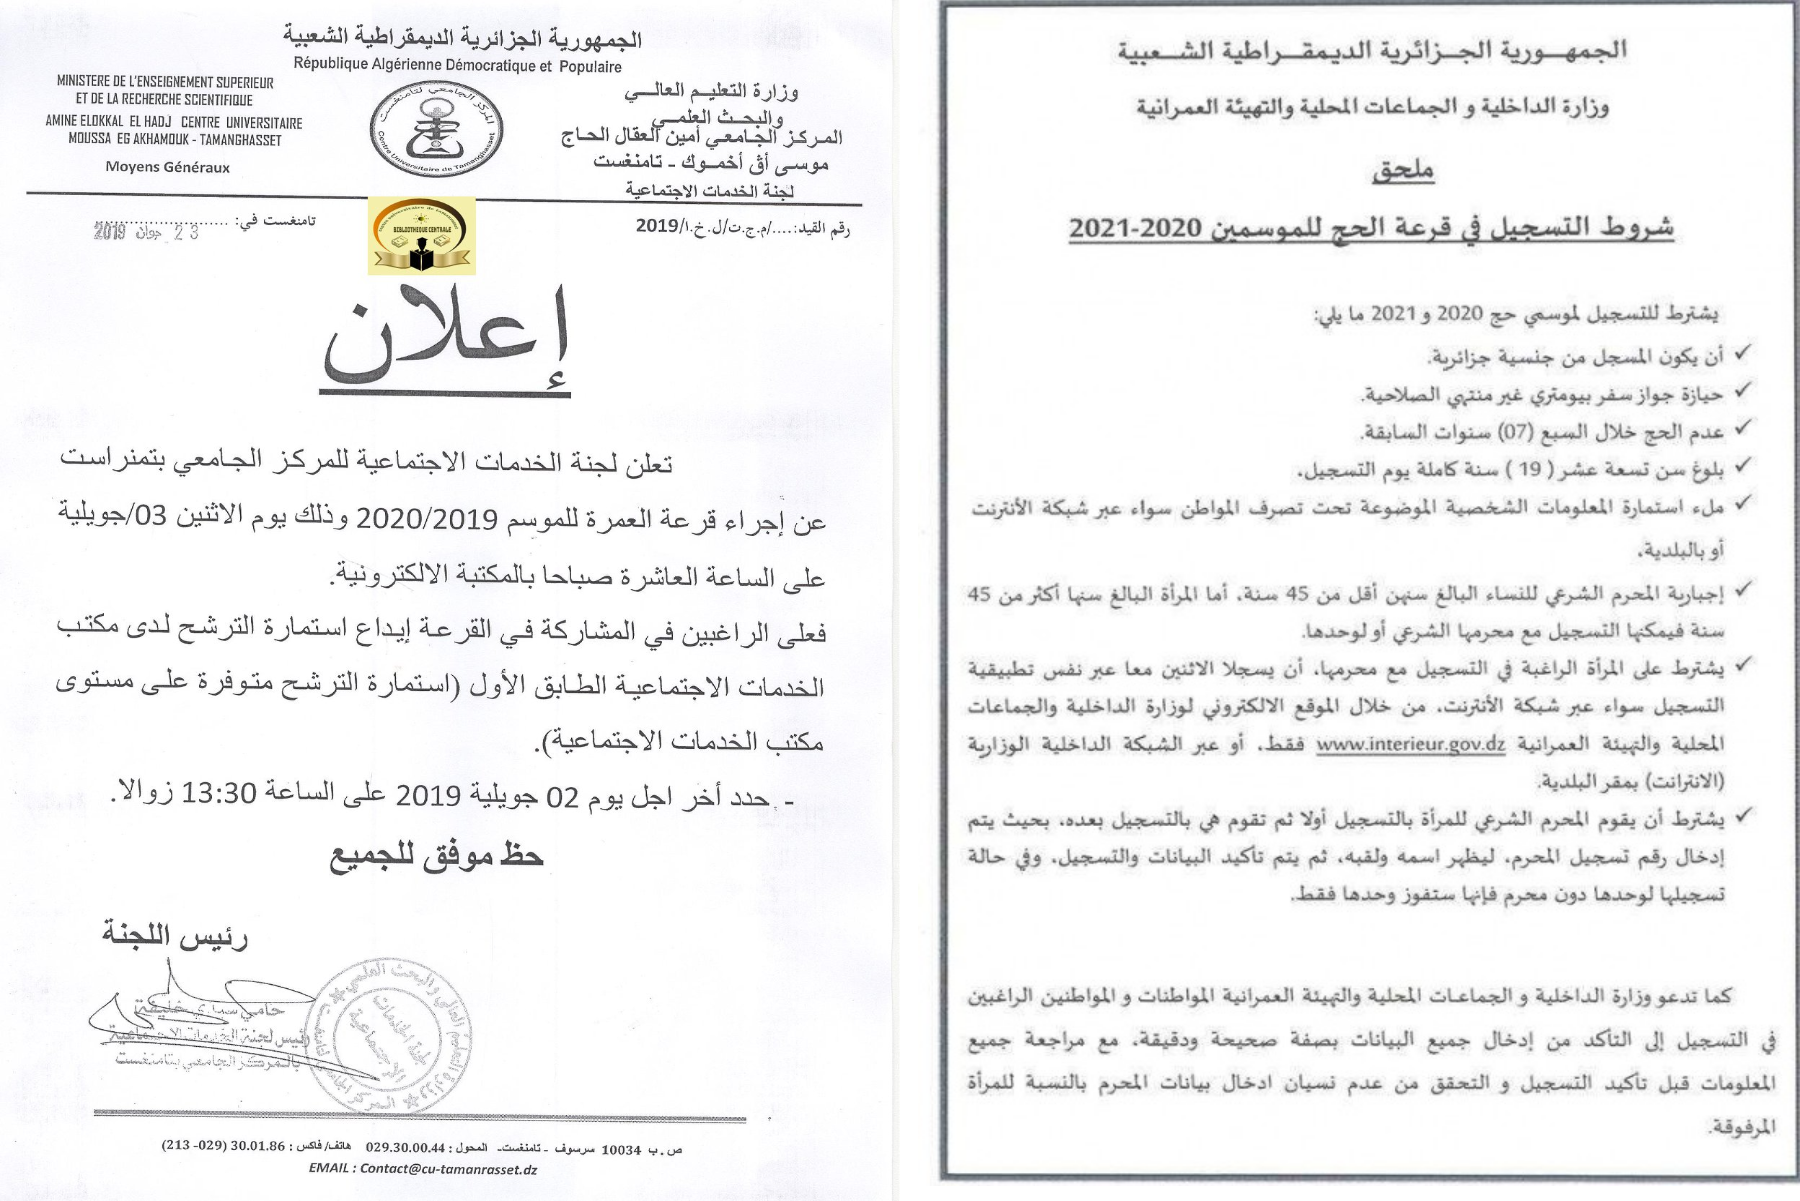 الجمهورية الجزائرية الديمقراطية الشعبية
République Algérienne Démocratique et Populaire
MINISTERE DE L'ENSEIGNEMENT SUPERIEUR
ET DE LA RECHERCHE SCIENTIFIQUE
AMINE ELOKKAL EL HADJ CENTRE UNIVERSITAIRE
MOUSSA EG AKHAMOUK - TAMANGHASSET
Moyens Généraux
وزارة التعليم العالي
والبحث العلمي
المركز الجامعي أمين العقال الحاج
موسى أق أخموك - تامنغست
لجنة الخدمات الاجتماعية
المركز الجامعي لتامنغست
Centre Universitaire de Tamanghasset
رقم القيد:..../م.ج.ت/ل.خ.ا/2019
تامنغست في: ........................
23 جوان 2019
BIBLIOTHEQUE CENTRALE
إعلان
تعلن لجنة الخدمات الاجتماعية للمركز الجامعي بتمنراست
عن إجراء قرعة العمرة للموسم 2020/2019 وذلك يوم الاثنين 03/جويلية
على الساعة العاشرة صباحا بالمكتبة الالكترونية.
فعلى الراغبين في المشاركة في القرعة إيداع استمارة الترشح لدى مكتب
الخدمات الاجتماعية الطابق الأول (استمارة الترشح متوفرة على مستوى
مكتب الخدمات الاجتماعية).
- حدد أخر اجل يوم 02 جويلية 2019 على الساعة 13:30 زوالا.
حظ موفق للجميع
رئيس اللجنة
رئيس لجنة الخدمات الاجتماعية
بالمركز الجامعي بتامنغست
لجنة الخدمات الاجتماعية
ص.ب 10034 سرسوف - تامنغست- المحول : 029.30.00.44 هاتف/ فاكس : 30.01.86 (029- 213)
EMAIL : Contact@cu-tamanrasset.dz
الجمهورية الجزائرية الديمقراطية الشعبية
وزارة الداخلية و الجماعات المحلية والتهيئة العمرانية
ملحق
شروط التسجيل في قرعة الحج للموسمين 2020-2021
يشترط للتسجيل لموسمي حج 2020 و 2021 ما يلي:
✓ أن يكون المسجل من جنسية جزائرية.
✓ حيازة جواز سفر بيومتري غير منتهي الصلاحية.
✓ عدم الحج خلال السبع (07) سنوات السابقة.
✓ بلوغ سن تسعة عشر ( 19 ) سنة كاملة يوم التسجيل.
✓ ملء استمارة المعلومات الشخصية الموضوعة تحت تصرف المواطن سواء عبر شبكة الأنترنت
أو بالبلدية.
✓ إجبارية المحرم الشرعي للنساء البالغ سنهن أقل من 45 سنة، أما المرأة البالغ سنها أكثر من 45
سنة فيمكنها التسجيل مع محرمها الشرعي أو لوحدها.
✓ يشترط على المرأة الراغبة في التسجيل مع محرمها، أن يسجلا الاثنين معا عبر نفس تطبيقية
التسجيل سواء عبر شبكة الأنترنت، من خلال الموقع الالكتروني لوزارة الداخلية والجماعات
المحلية والتهيئة العمرانية www.interieur.gov.dz فقط، أو عبر الشبكة الداخلية الوزارية
(الانترانت) بمقر البلدية.
✓ يشترط أن يقوم المحرم الشرعي للمرأة بالتسجيل أولا ثم تقوم هي بالتسجيل بعده، بحيث يتم
إدخال رقم تسجيل المحرم، ليظهر اسمه ولقبه، ثم يتم تأكيد البيانات والتسجيل، وفي حالة
تسجيلها لوحدها دون محرم فإنها ستفوز وحدها فقط.
كما تدعو وزارة الداخلية و الجماعات المحلية والتهيئة العمرانية المواطنات و المواطنين الراغبين
في التسجيل إلى التأكد من إدخال جميع البيانات بصفة صحيحة ودقيقة، مع مراجعة جميع
المعلومات قبل تأكيد التسجيل و التحقق من عدم نسيان ادخال بيانات المحرم بالنسبة للمرأة
المرفوقة.